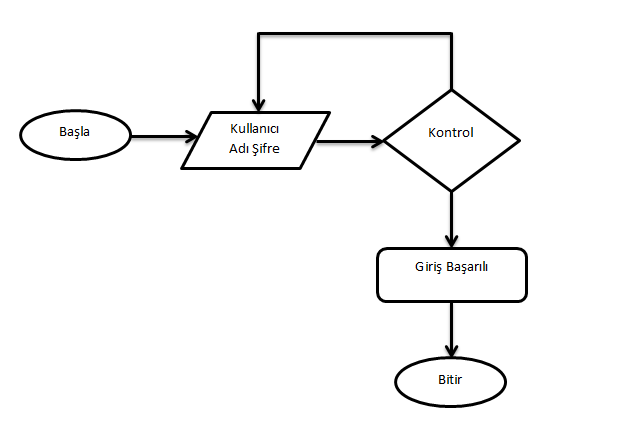 Başla
Kullanıcı
Adı Şifre
Kontrol
Giriş Başarılı
Bitir